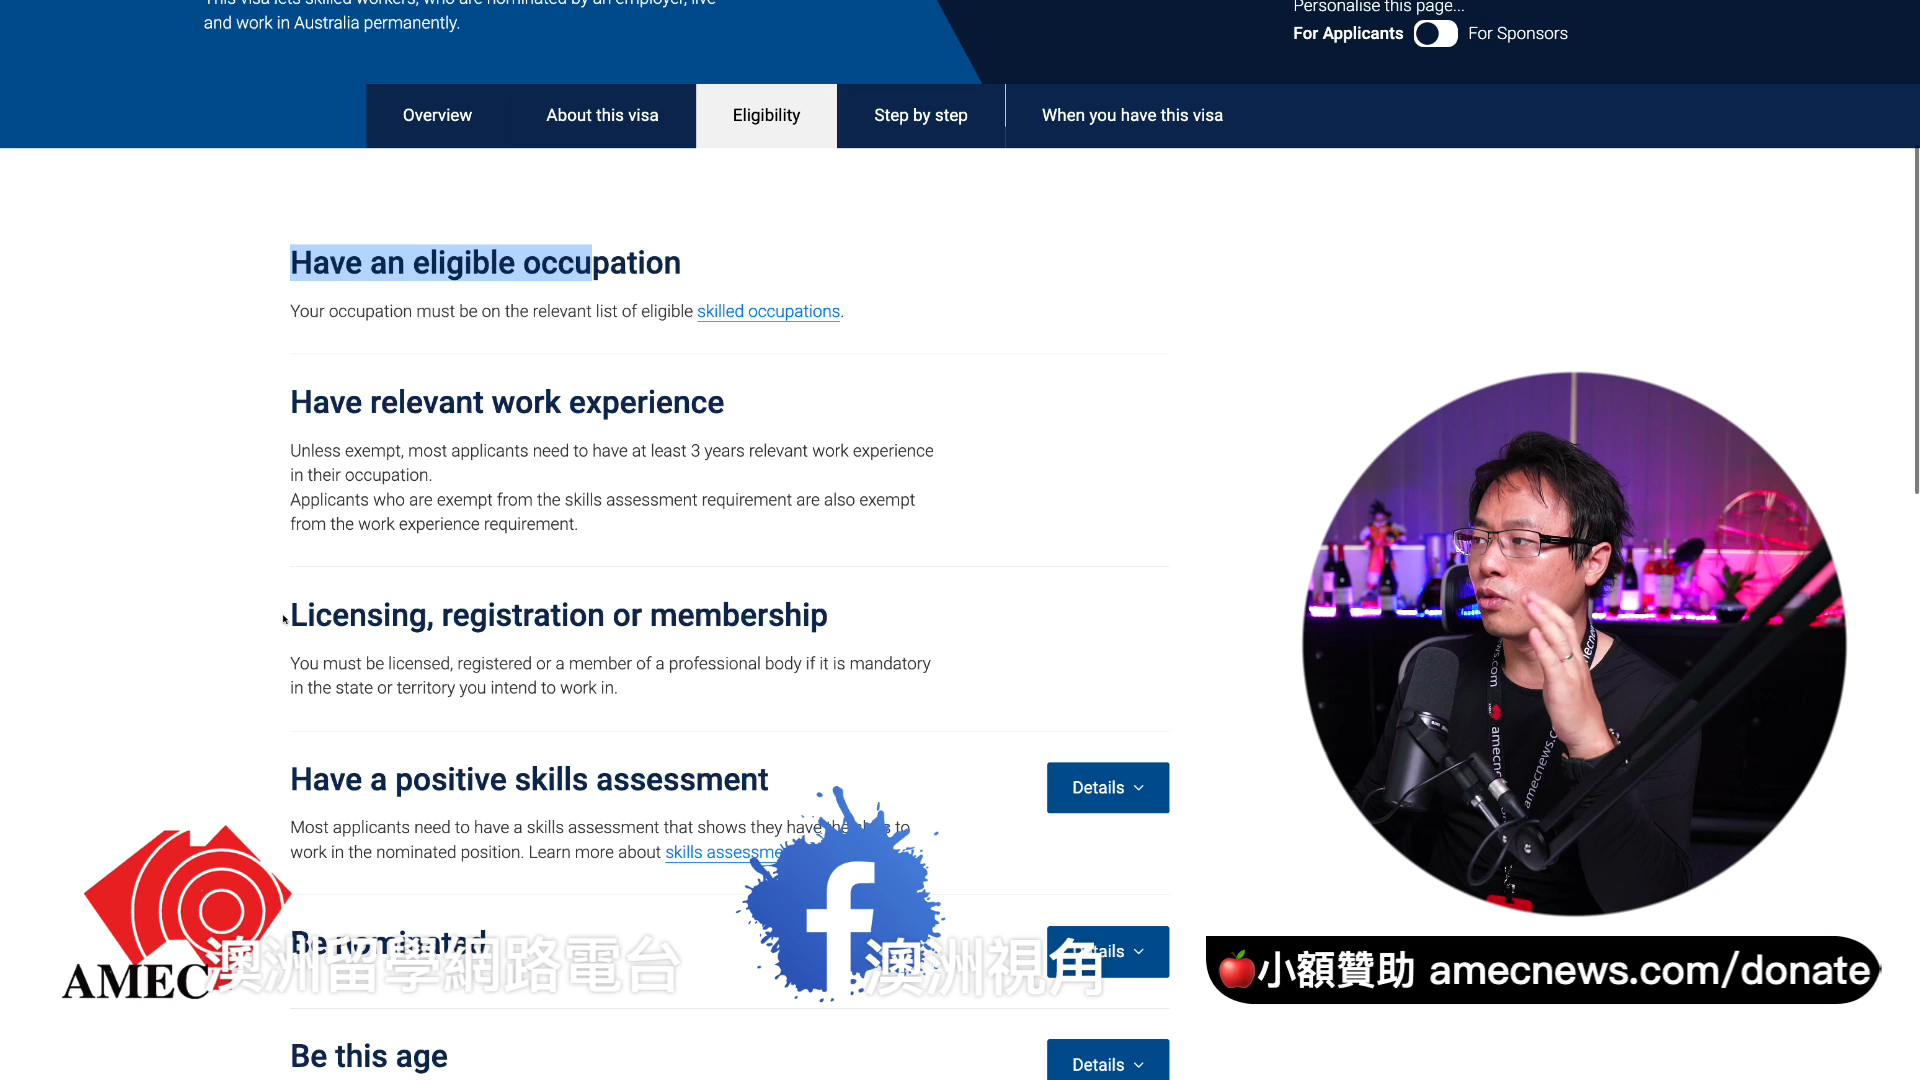 This visa lets skilled workers, who are nominated by an employer, live
and work in Australia permanently.
Personalise this page...
For Applicants
For Sponsors
Overview
About this visa
Eligibility
Step by step
When you have this visa
Have an eligible occupation
Your occupation must be on the relevant list of eligible skilled occupations.
Have relevant work experience
Unless exempt, most applicants need to have at least 3 years relevant work experience
in their occupation.
Applicants who are exempt from the skills assessment requirement are also exempt
from the work experience requirement.
Licensing, registration or membership
You must be licensed, registered or a member of a professional body if it is mandatory
in the state or territory you intend to work in.
Have a positive skills assessment
Details
Most applicants need to have a skills assessment that shows they have the skills to
work in the nominated position. Learn more about skills assessme
Be nominated
Details
AMEC 澳洲留學網路電台
f 澳洲視角
小額贊助 amecnews.com/donate
Be this age
Details
amecnews.c